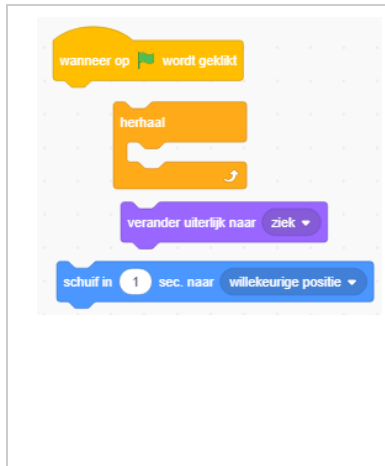 wanneer op wordt geklikt
herhaal
verander uiterlijk naar ziek
schuif in 1 sec. naar willekeurige positie